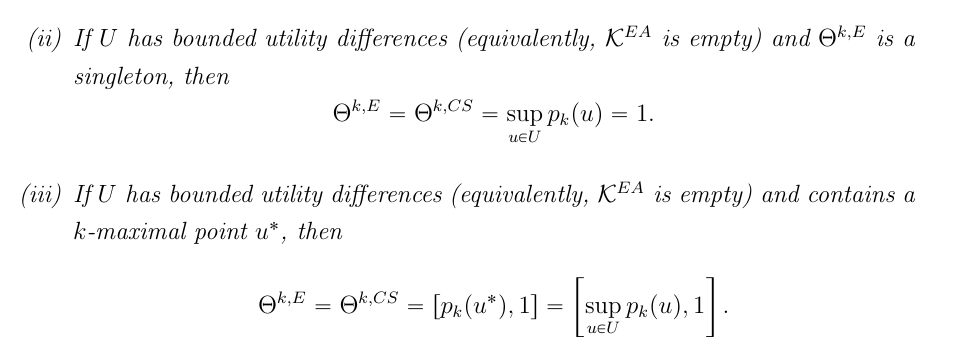 (ii) If U has bounded utility differences (equivalently, 𝒦^{EA} is empty) and Θ^{k,E} is a
singleton, then
Θ^{k,E} = Θ^{k,CS} = sup_{u∈U} p_k(u) = 1.
(iii) If U has bounded utility differences (equivalently, 𝒦^{EA} is empty) and contains a
k-maximal point u*, then
Θ^{k,E} = Θ^{k,CS} = [p_k(u*), 1] = [sup_{u∈U} p_k(u), 1].